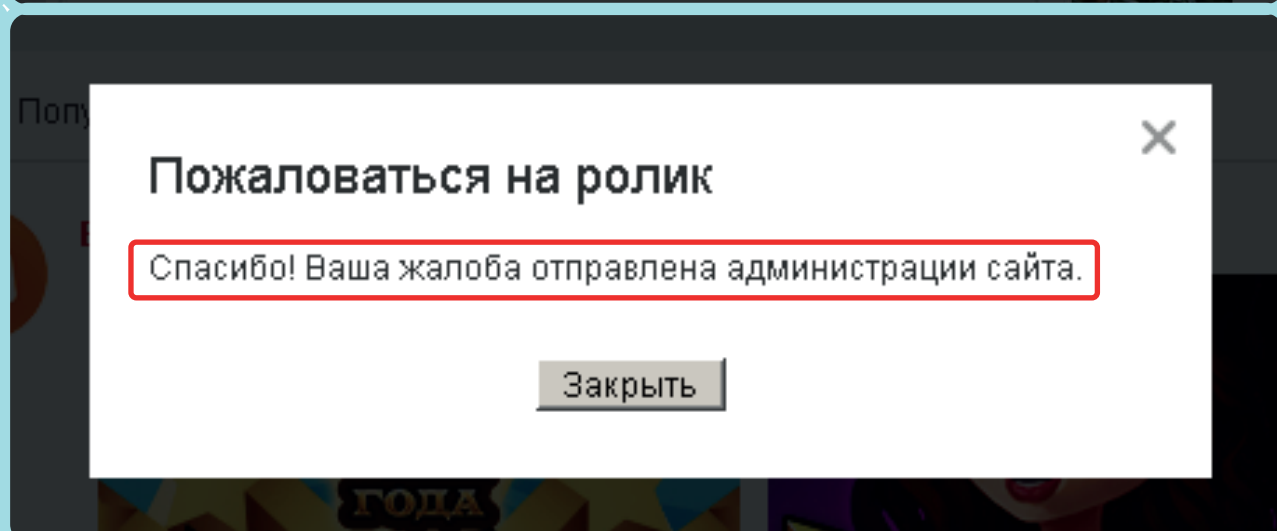 Попу
Пожаловаться на ролик
Спасибо! Ваша жалоба отправлена администрации сайта.
Закрыть
ГОДА